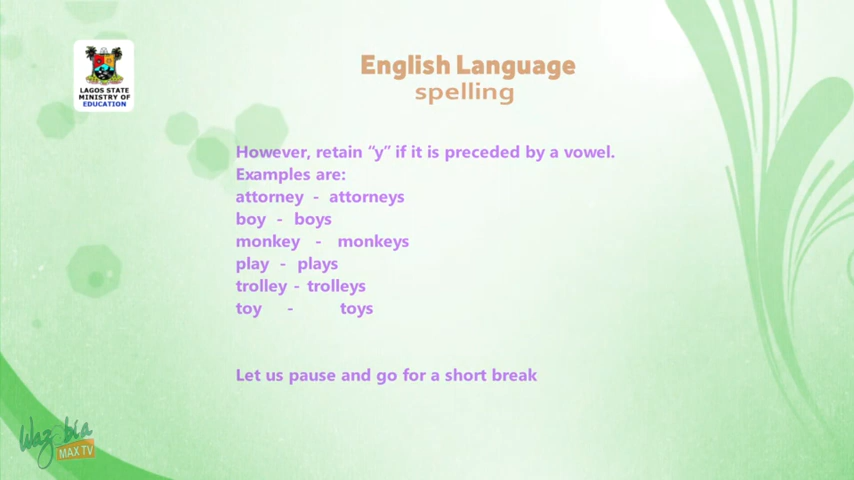 LAGOS STATE
MINISTRY OF
EDUCATION
English Language
spelling
However, retain “y” if it is preceded by a vowel.
Examples are:
attorney - attorneys
boy - boys
monkey - monkeys
play - plays
trolley - trolleys
toy - toys
Let us pause and go for a short break
Wazobia
MAX TV